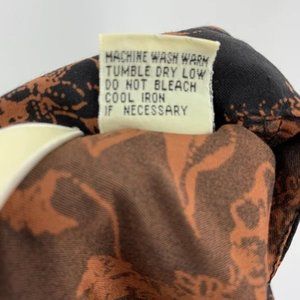 MACHINE WASH WARM
TUMBLE DRY LOW
DO NOT BLEACH
COOL IRON
IF NECESSARY